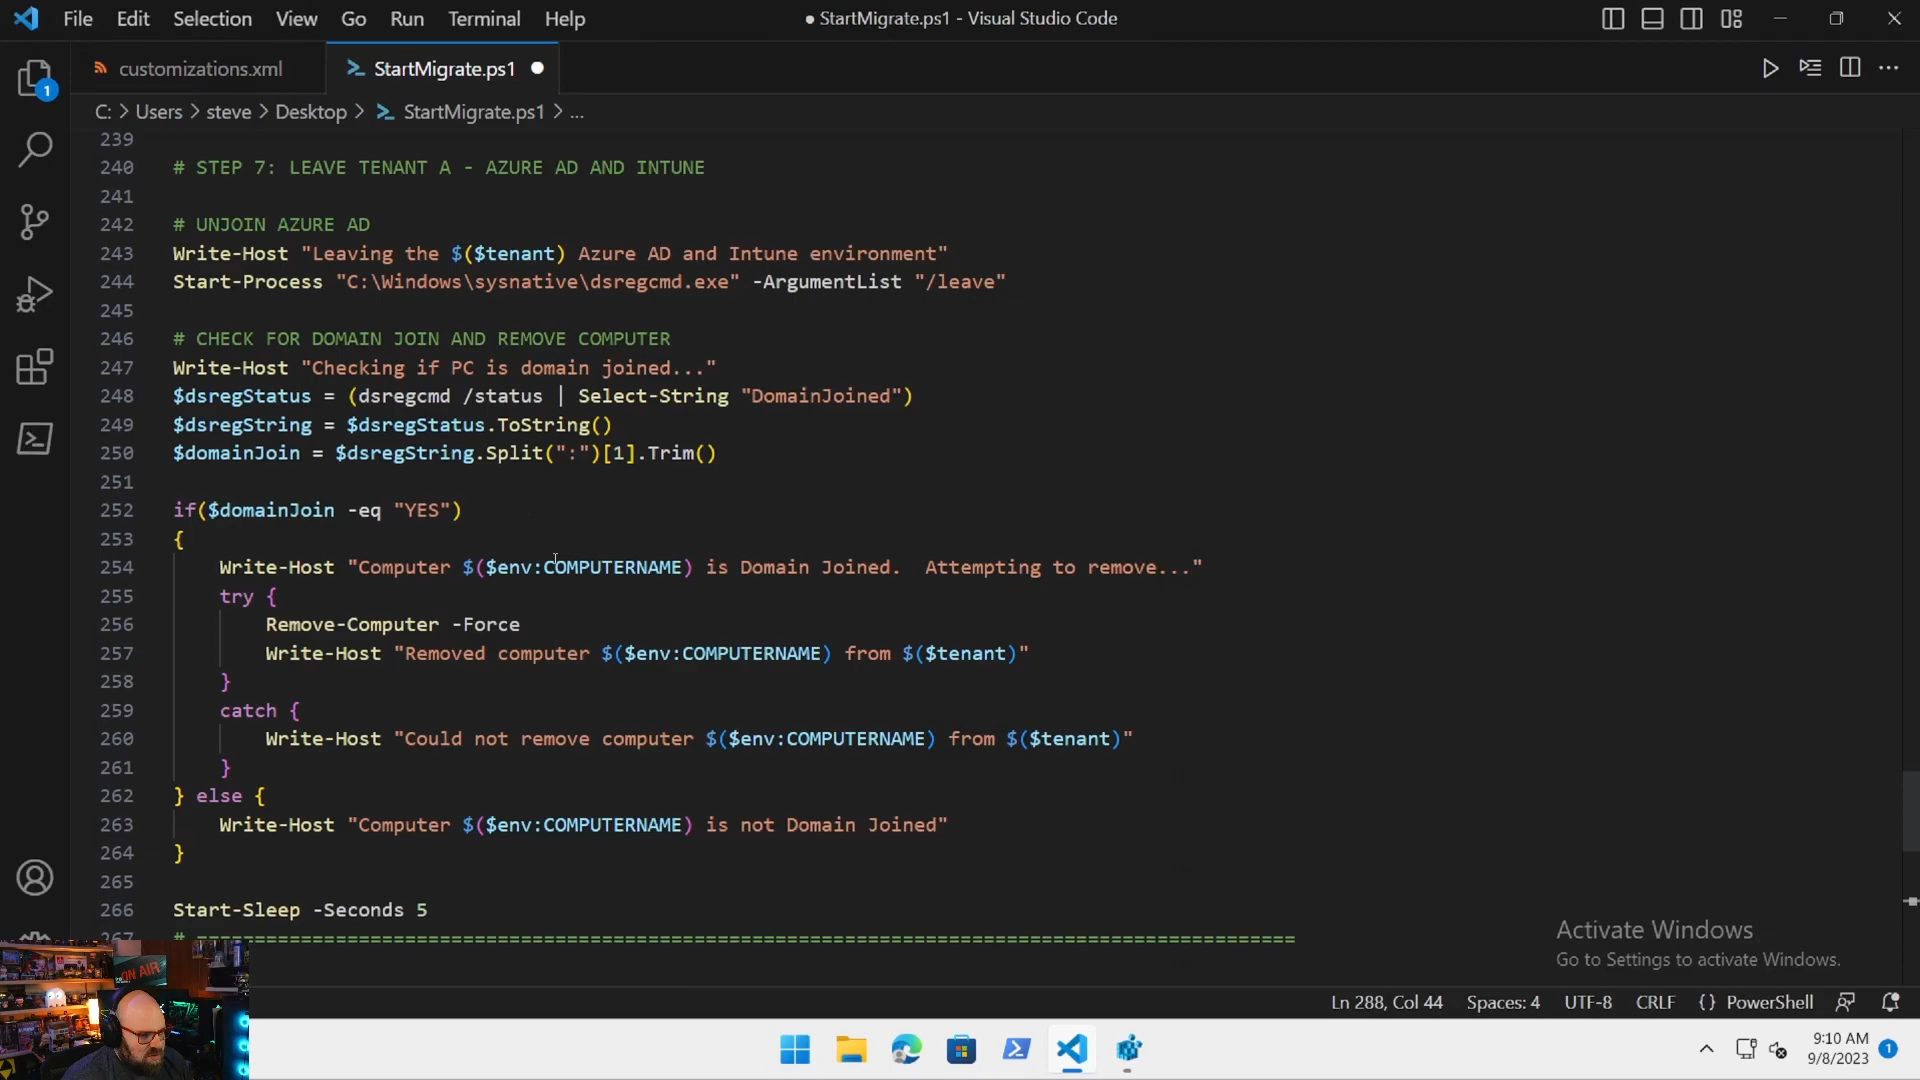 File Edit Selection View Go Run Terminal Help
● StartMigrate.ps1 - Visual Studio Code
customizations.xml
StartMigrate.ps1 ●
1
C: > Users > steve > Desktop > StartMigrate.ps1 > ...
239
240 # STEP 7: LEAVE TENANT A - AZURE AD AND INTUNE
241
242 # UNJOIN AZURE AD
243 Write-Host "Leaving the $($tenant) Azure AD and Intune environment"
244 Start-Process "C:\Windows\sysnative\dsregcmd.exe" -ArgumentList "/leave"
245
246 # CHECK FOR DOMAIN JOIN AND REMOVE COMPUTER
247 Write-Host "Checking if PC is domain joined..."
248 $dsregStatus = (dsregcmd /status | Select-String "DomainJoined")
249 $dsregString = $dsregStatus.ToString()
250 $domainJoin = $dsregString.Split(":")[1].Trim()
251
252 if($domainJoin -eq "YES")
253 {
254     Write-Host "Computer $($env:COMPUTERNAME) is Domain Joined.  Attempting to remove..."
255     try {
256         Remove-Computer -Force
257         Write-Host "Removed computer $($env:COMPUTERNAME) from $($tenant)"
258     }
259     catch {
260         Write-Host "Could not remove computer $($env:COMPUTERNAME) from $($tenant)"
261     }
262 } else {
263     Write-Host "Computer $($env:COMPUTERNAME) is not Domain Joined"
264 }
265
266 Start-Sleep -Seconds 5
267 # ===============================================================================================
Activate Windows
Go to Settings to activate Windows.
ON AIR
Ln 288, Col 44 Spaces: 4 UTF-8 CRLF {} PowerShell
9:10 AM
9/8/2023
1